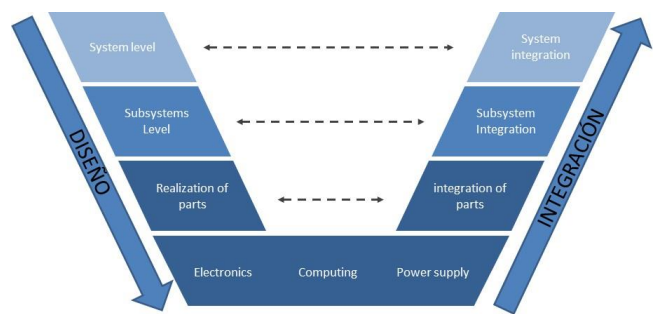 System level
System
integration
Subsystems
Level
Subsystem
Integration
DISEÑO
INTEGRACIÓN
Realization of
parts
integration of
parts
Electronics
Computing
Power supply